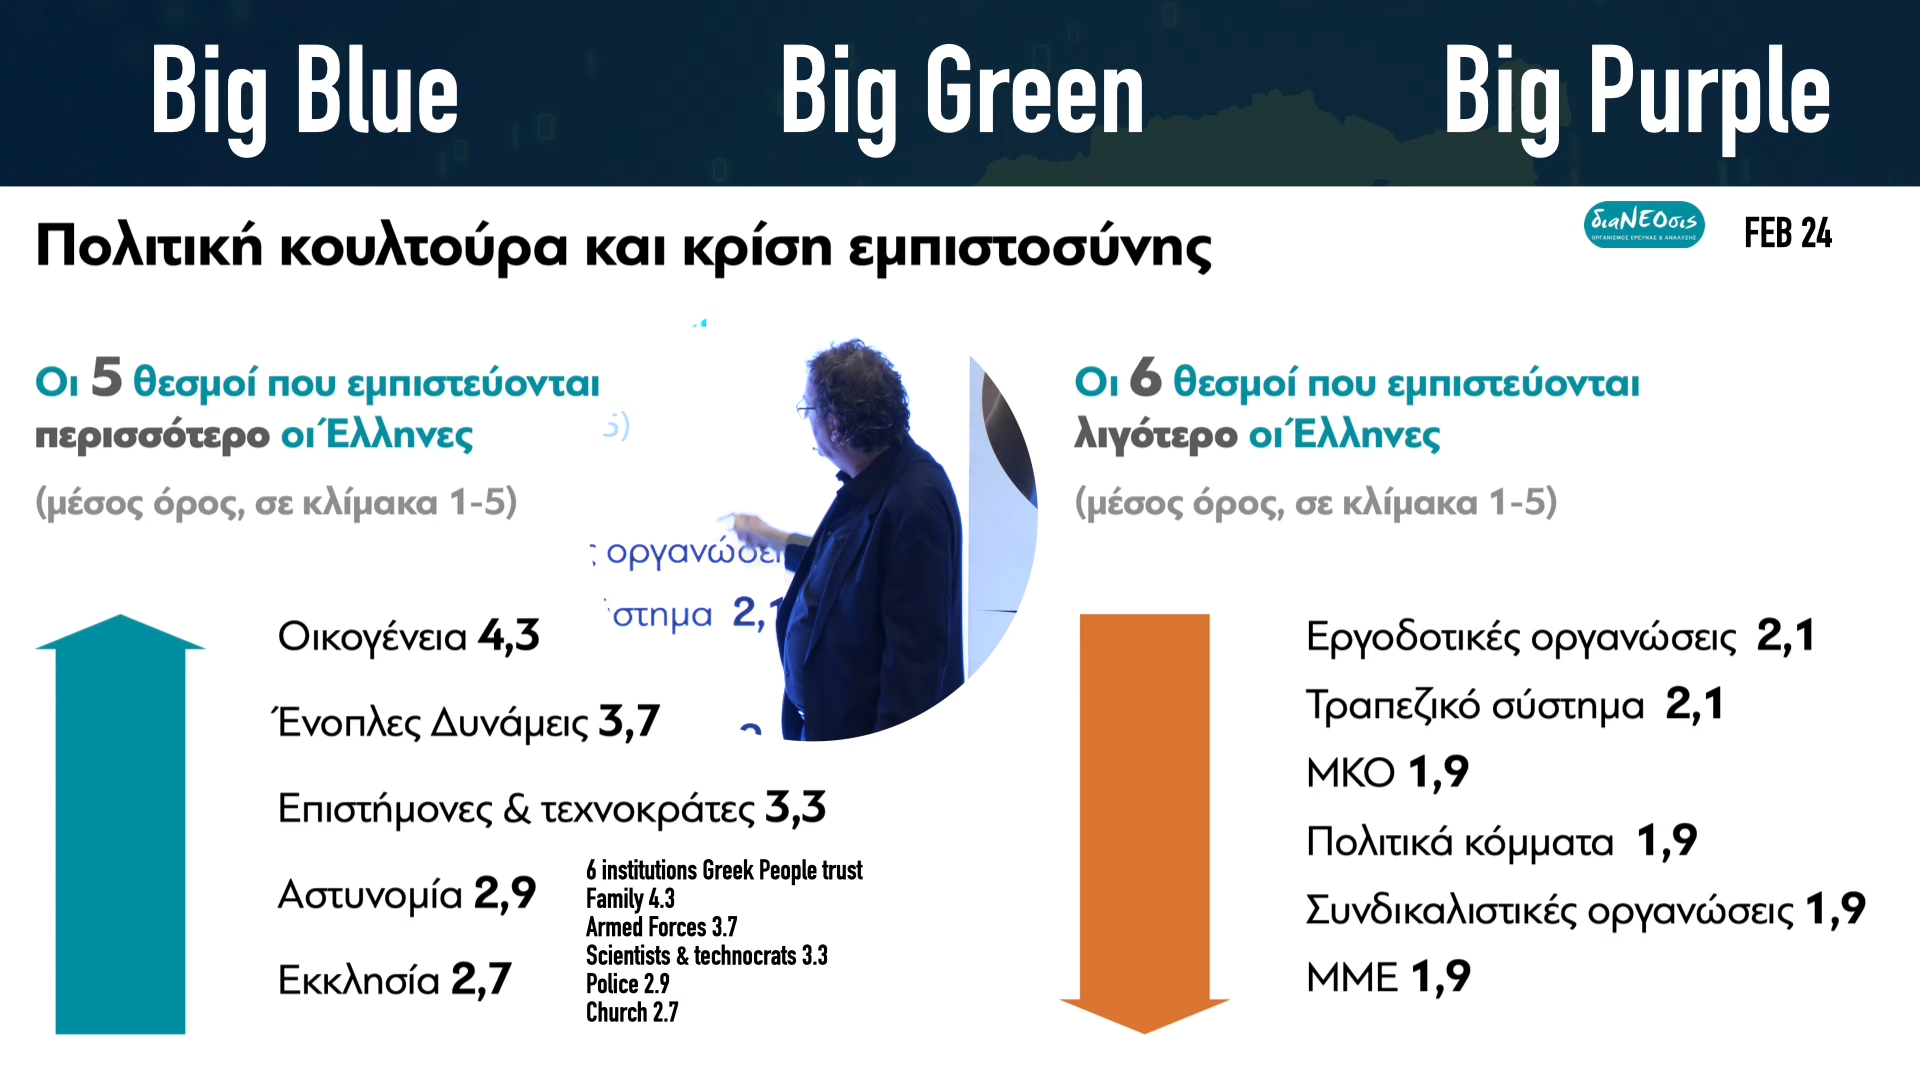 Big Blue
Big Green
Big Purple
Πολιτική κουλτούρα και κρίση εμπιστοσύνης
διαΝΕΟσις
ΟΡΓΑΝΙΣΜΟΣ ΕΡΕΥΝΑΣ & ΑΝΑΛΥΣΗΣ
FEB 24
Οι 5 θεσμοί που εμπιστεύονται
περισσότερο οι Έλληνες
(μέσος όρος, σε κλίμακα 1-5)
Οικογένεια 4,3
Ένοπλες Δυνάμεις 3,7
Επιστήμονες & τεχνοκράτες 3,3
Αστυνομία 2,9
Εκκλησία 2,7
6 institutions Greek People trust
Family 4.3
Armed Forces 3.7
Scientists & technocrats 3.3
Police 2.9
Church 2.7
Οι 6 θεσμοί που εμπιστεύονται
λιγότερο οι Έλληνες
(μέσος όρος, σε κλίμακα 1-5)
Εργοδοτικές οργανώσεις 2,1
Τραπεζικό σύστημα 2,1
ΜΚΟ 1,9
Πολιτικά κόμματα 1,9
Συνδικαλιστικές οργανώσεις 1,9
ΜΜΕ 1,9